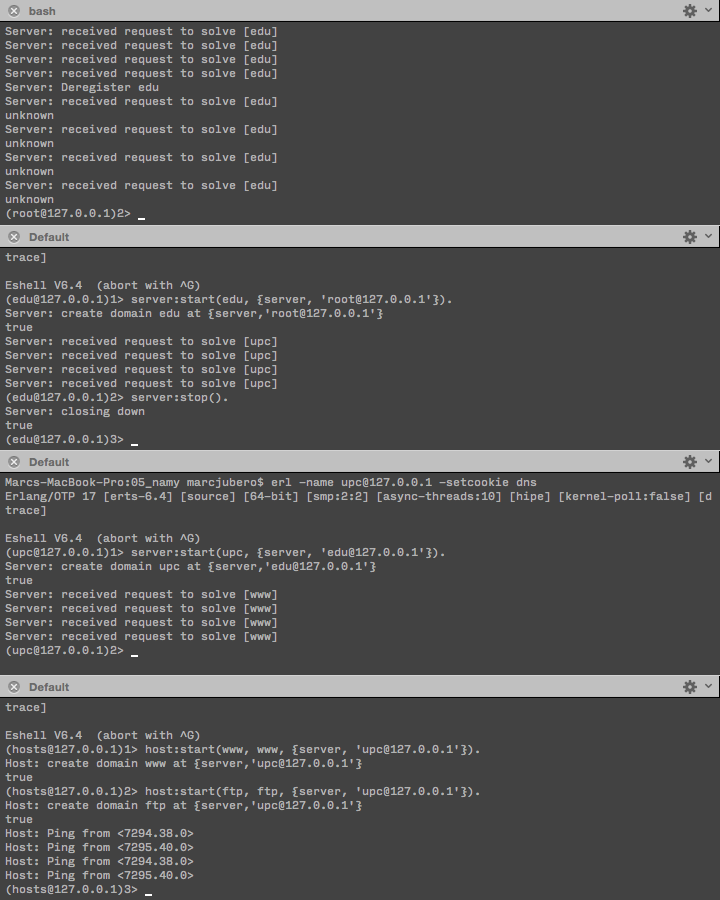 bash
Server: received request to solve [edu]
Server: received request to solve [edu]
Server: received request to solve [edu]
Server: received request to solve [edu]
Server: Deregister edu
Server: received request to solve [edu]
unknown
Server: received request to solve [edu]
unknown
Server: received request to solve [edu]
unknown
Server: received request to solve [edu]
unknown
(root@127.0.0.1)2> _
Default
trace]
Eshell V6.4  (abort with ^G)
(edu@127.0.0.1)1> server:start(edu, {server, 'root@127.0.0.1'}).
Server: create domain edu at {server,'root@127.0.0.1'}
true
Server: received request to solve [upc]
Server: received request to solve [upc]
Server: received request to solve [upc]
Server: received request to solve [upc]
(edu@127.0.0.1)2> server:stop().
Server: closing down
true
(edu@127.0.0.1)3> _
Default
Marcs-MacBook-Pro:05_namy marcjubero$ erl -name upc@127.0.0.1 -setcookie dns
Erlang/OTP 17 [erts-6.4] [source] [64-bit] [smp:2:2] [async-threads:10] [hipe] [kernel-poll:false] [d
trace]
Eshell V6.4  (abort with ^G)
(upc@127.0.0.1)1> server:start(upc, {server, 'edu@127.0.0.1'}).
Server: create domain upc at {server,'edu@127.0.0.1'}
true
Server: received request to solve [www]
Server: received request to solve [www]
Server: received request to solve [www]
Server: received request to solve [www]
(upc@127.0.0.1)2> _
Default
trace]
Eshell V6.4  (abort with ^G)
(hosts@127.0.0.1)1> host:start(www, www, {server, 'upc@127.0.0.1'}).
Host: create domain www at {server,'upc@127.0.0.1'}
true
(hosts@127.0.0.1)2> host:start(ftp, ftp, {server, 'upc@127.0.0.1'}).
Host: create domain ftp at {server,'upc@127.0.0.1'}
true
Host: Ping from <7294.38.0>
Host: Ping from <7295.40.0>
Host: Ping from <7294.38.0>
Host: Ping from <7295.40.0>
(hosts@127.0.0.1)3> _